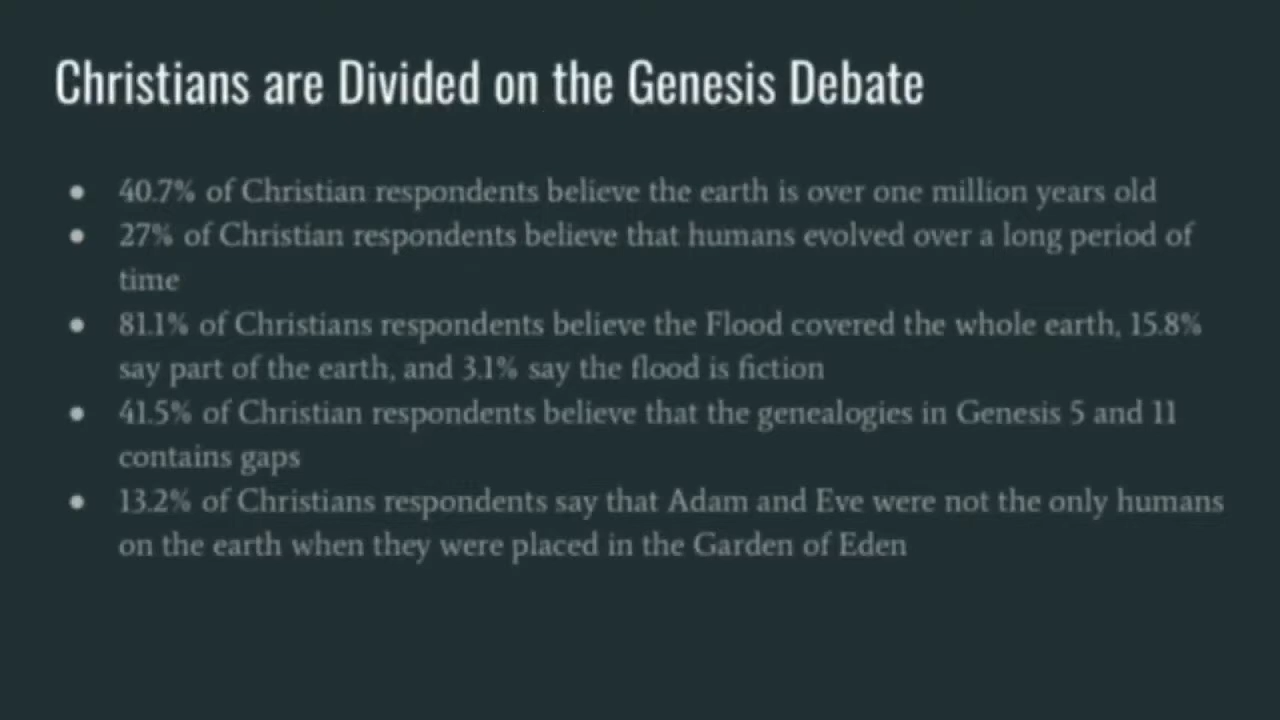 Christians are Divided on the Genesis Debate
● 40.7% of Christian respondents believe the earth is over one million years old
● 27% of Christian respondents believe that humans evolved over a long period of
time
● 81.1% of Christians respondents believe the Flood covered the whole earth, 15.8%
say part of the earth, and 3.1% say the flood is fiction
● 41.5% of Christian respondents believe that the genealogies in Genesis 5 and 11
contains gaps
● 13.2% of Christians respondents say that Adam and Eve were not the only humans
on the earth when they were placed in the Garden of Eden